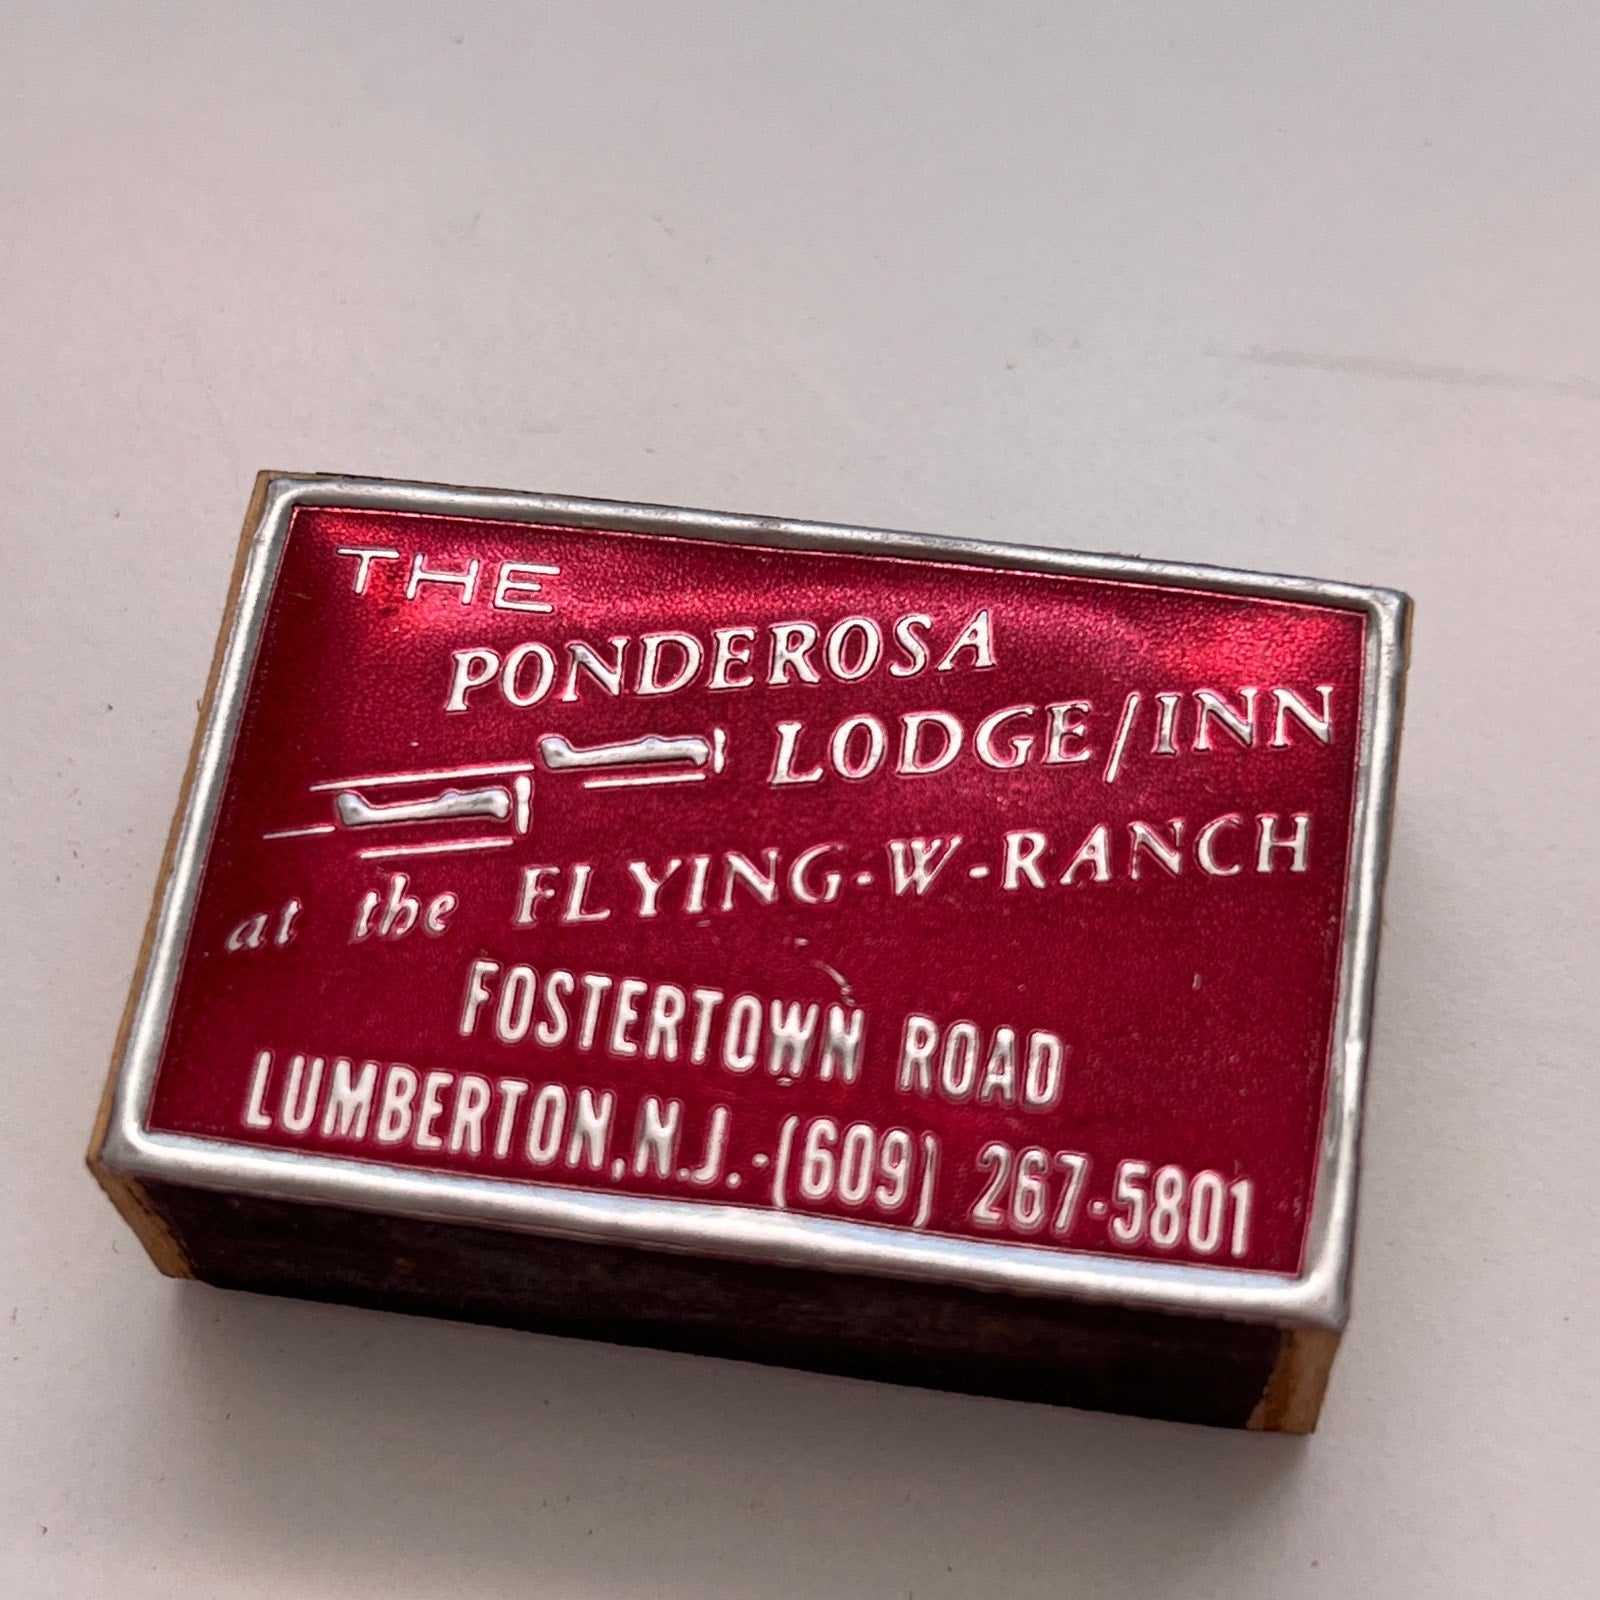 THE
PONDEROSA
LODGE/INN
at the FLYING-W-RANCH
FOSTERTOWN ROAD
LUMBERTON, N.J.-(609) 267-5801